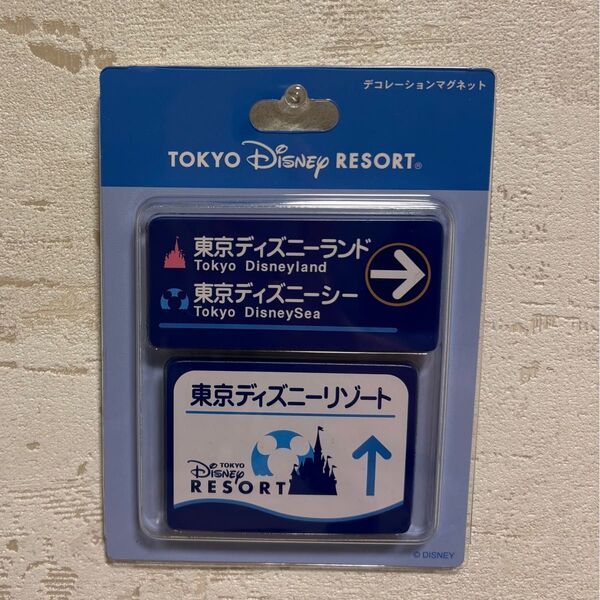 デコレーションマグネット
TOKYO Disney RESORT®
東京ディズニーランド
Tokyo Disneyland
東京ディズニーシー
Tokyo DisneySea
東京ディズニーリゾート
TOKYO
Disney
RESORT
© DISNEY